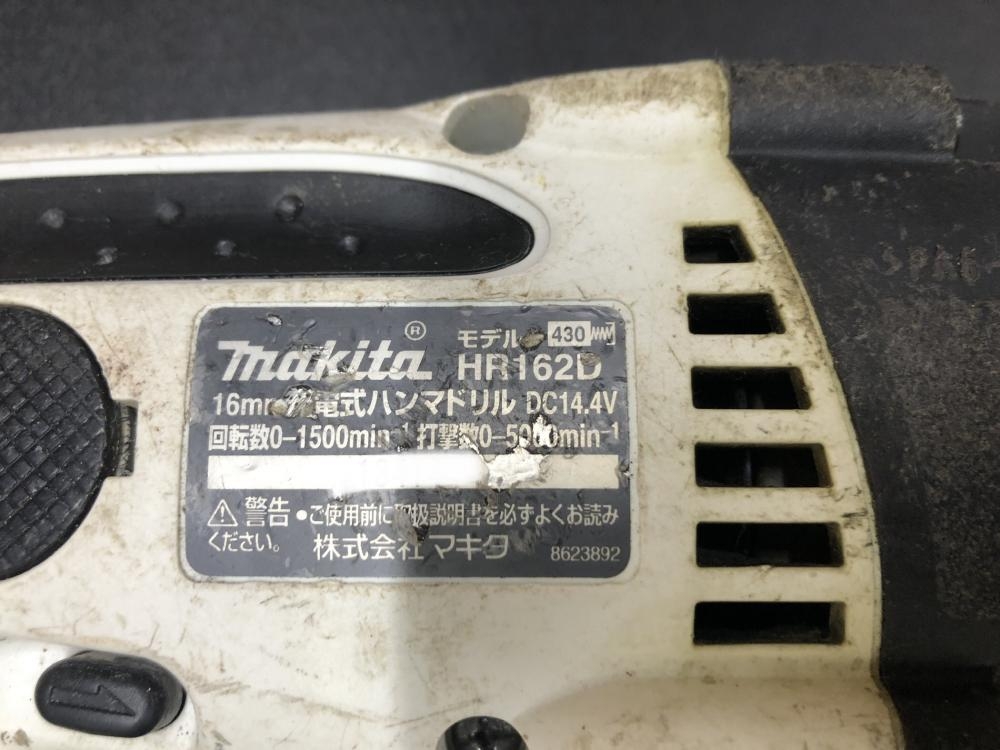 makita®
モデル 430
HR162D
16mm 電式ハンマドリル DC14.4V
回転数0-1500min⁻¹ 打撃数0-5000min⁻¹
⚠警告 ●ご使用前に取扱説明書を必ずよくお読み
ください。 株式会社 マキタ 8623892